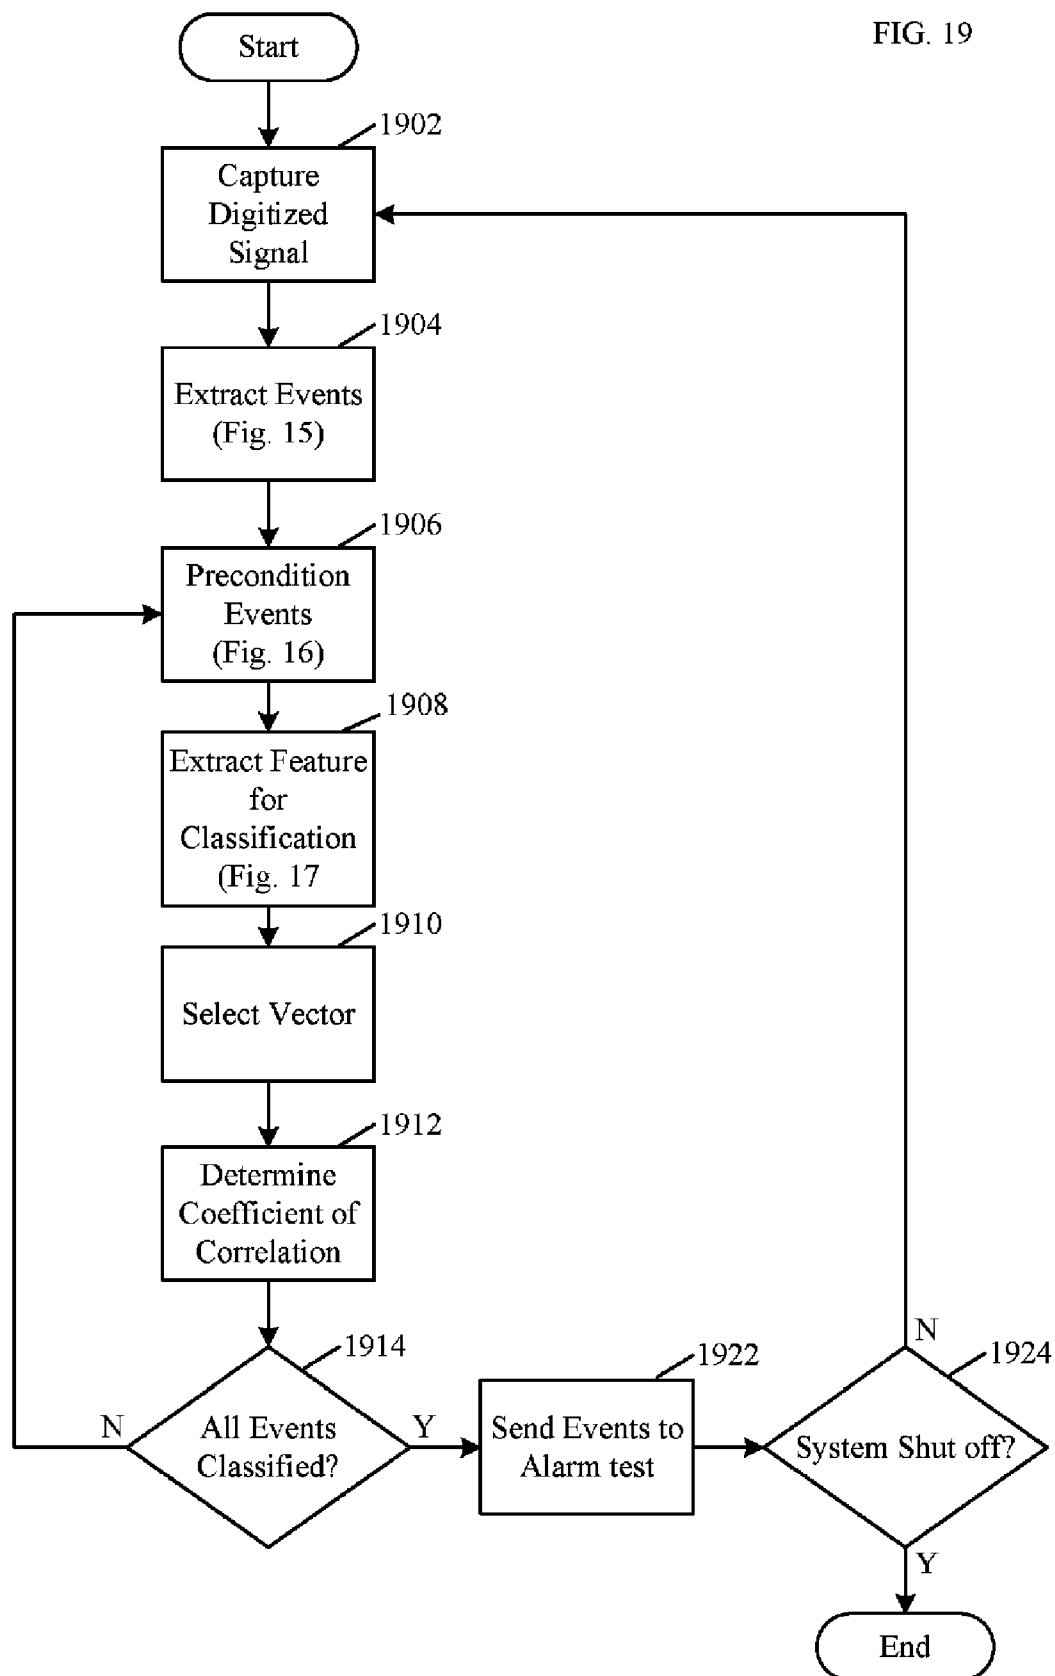 FIG. 19
Start
1902
Capture
Digitized
Signal
1904
Extract Events
(Fig. 15)
1906
Precondition
Events
(Fig. 16)
1908
Extract Feature
for
Classification
(Fig. 17
1910
Select Vector
1912
Determine
Coefficient of
Correlation
1914
N
All Events
Classified?
Y
1922
Send Events to
Alarm test
N
1924
System Shut off?
Y
End